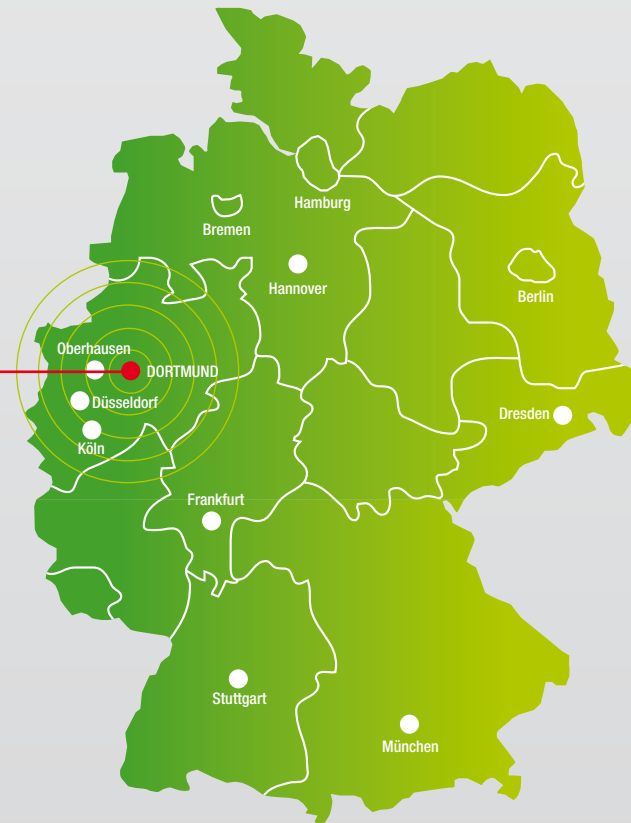 Hamburg
Bremen
Hannover
Berlin
Oberhausen
DORTMUND
Düsseldorf
Dresden
Köln
Frankfurt
Stuttgart
München